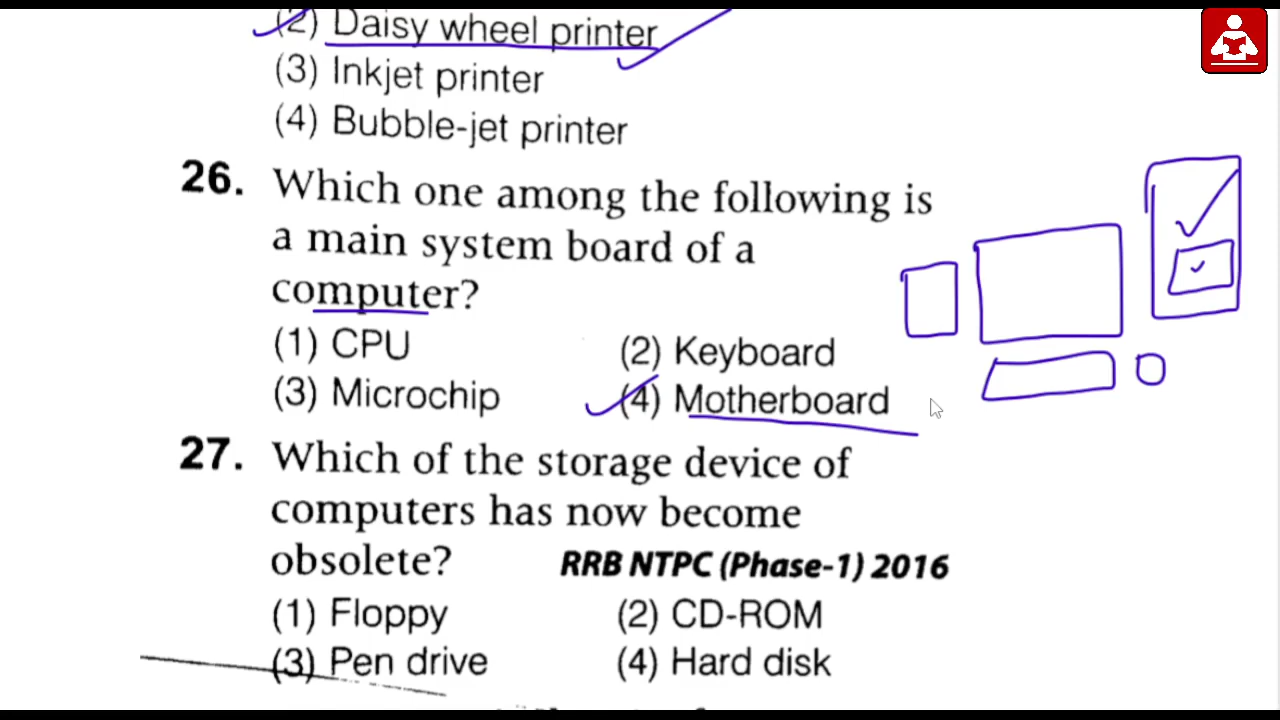 (2) Daisy wheel printer
(3) Inkjet printer
(4) Bubble-jet printer
26. Which one among the following is
a main system board of a
computer?
(1) CPU (2) Keyboard
(3) Microchip (4) Motherboard
27. Which of the storage device of
computers has now become
obsolete? RRB NTPC (Phase-1) 2016
(1) Floppy (2) CD-ROM
(3) Pen drive (4) Hard disk